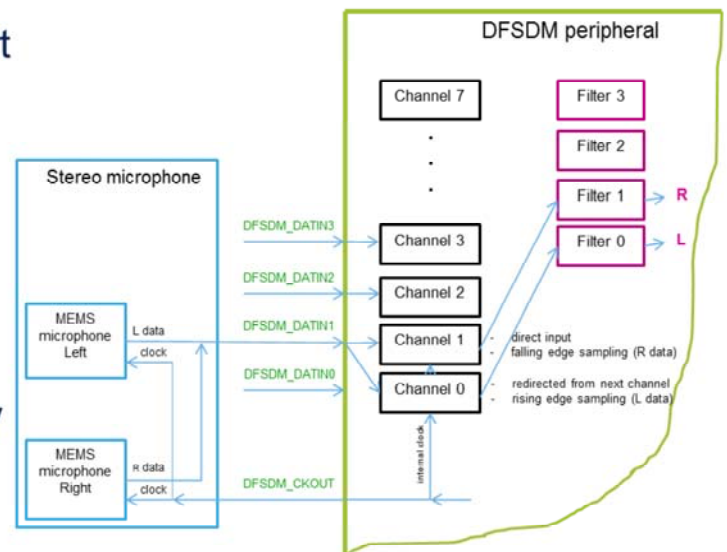 t
DFSDM peripheral
Channel 7
Filter 3
.
.
.
Filter 2
Stereo microphone
Filter 1
R
DFSDM_DATIN3
Channel 3
Filter 0
L
DFSDM_DATIN2
Channel 2
MEMS
microphone
Left
L data
clock
DFSDM_DATIN1
Channel 1
- direct input
- falling edge sampling (R data)
DFSDM_DATIN0
Channel 0
- redirected from next channel
- rising edge sampling (L data)
MEMS
microphone
Right
R data
clock
internal clock
DFSDM_CKOUT